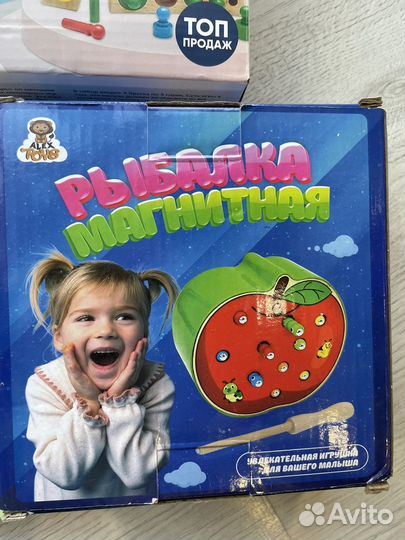 ТОП
ПРОДАЖ
ALEX
TOYS
РЫБАЛКА
МАГНИТНАЯ
УВЛЕКАТЕЛЬНАЯ ИГРУШКА
ДЛЯ ВАШЕГО МАЛЫША
Avito